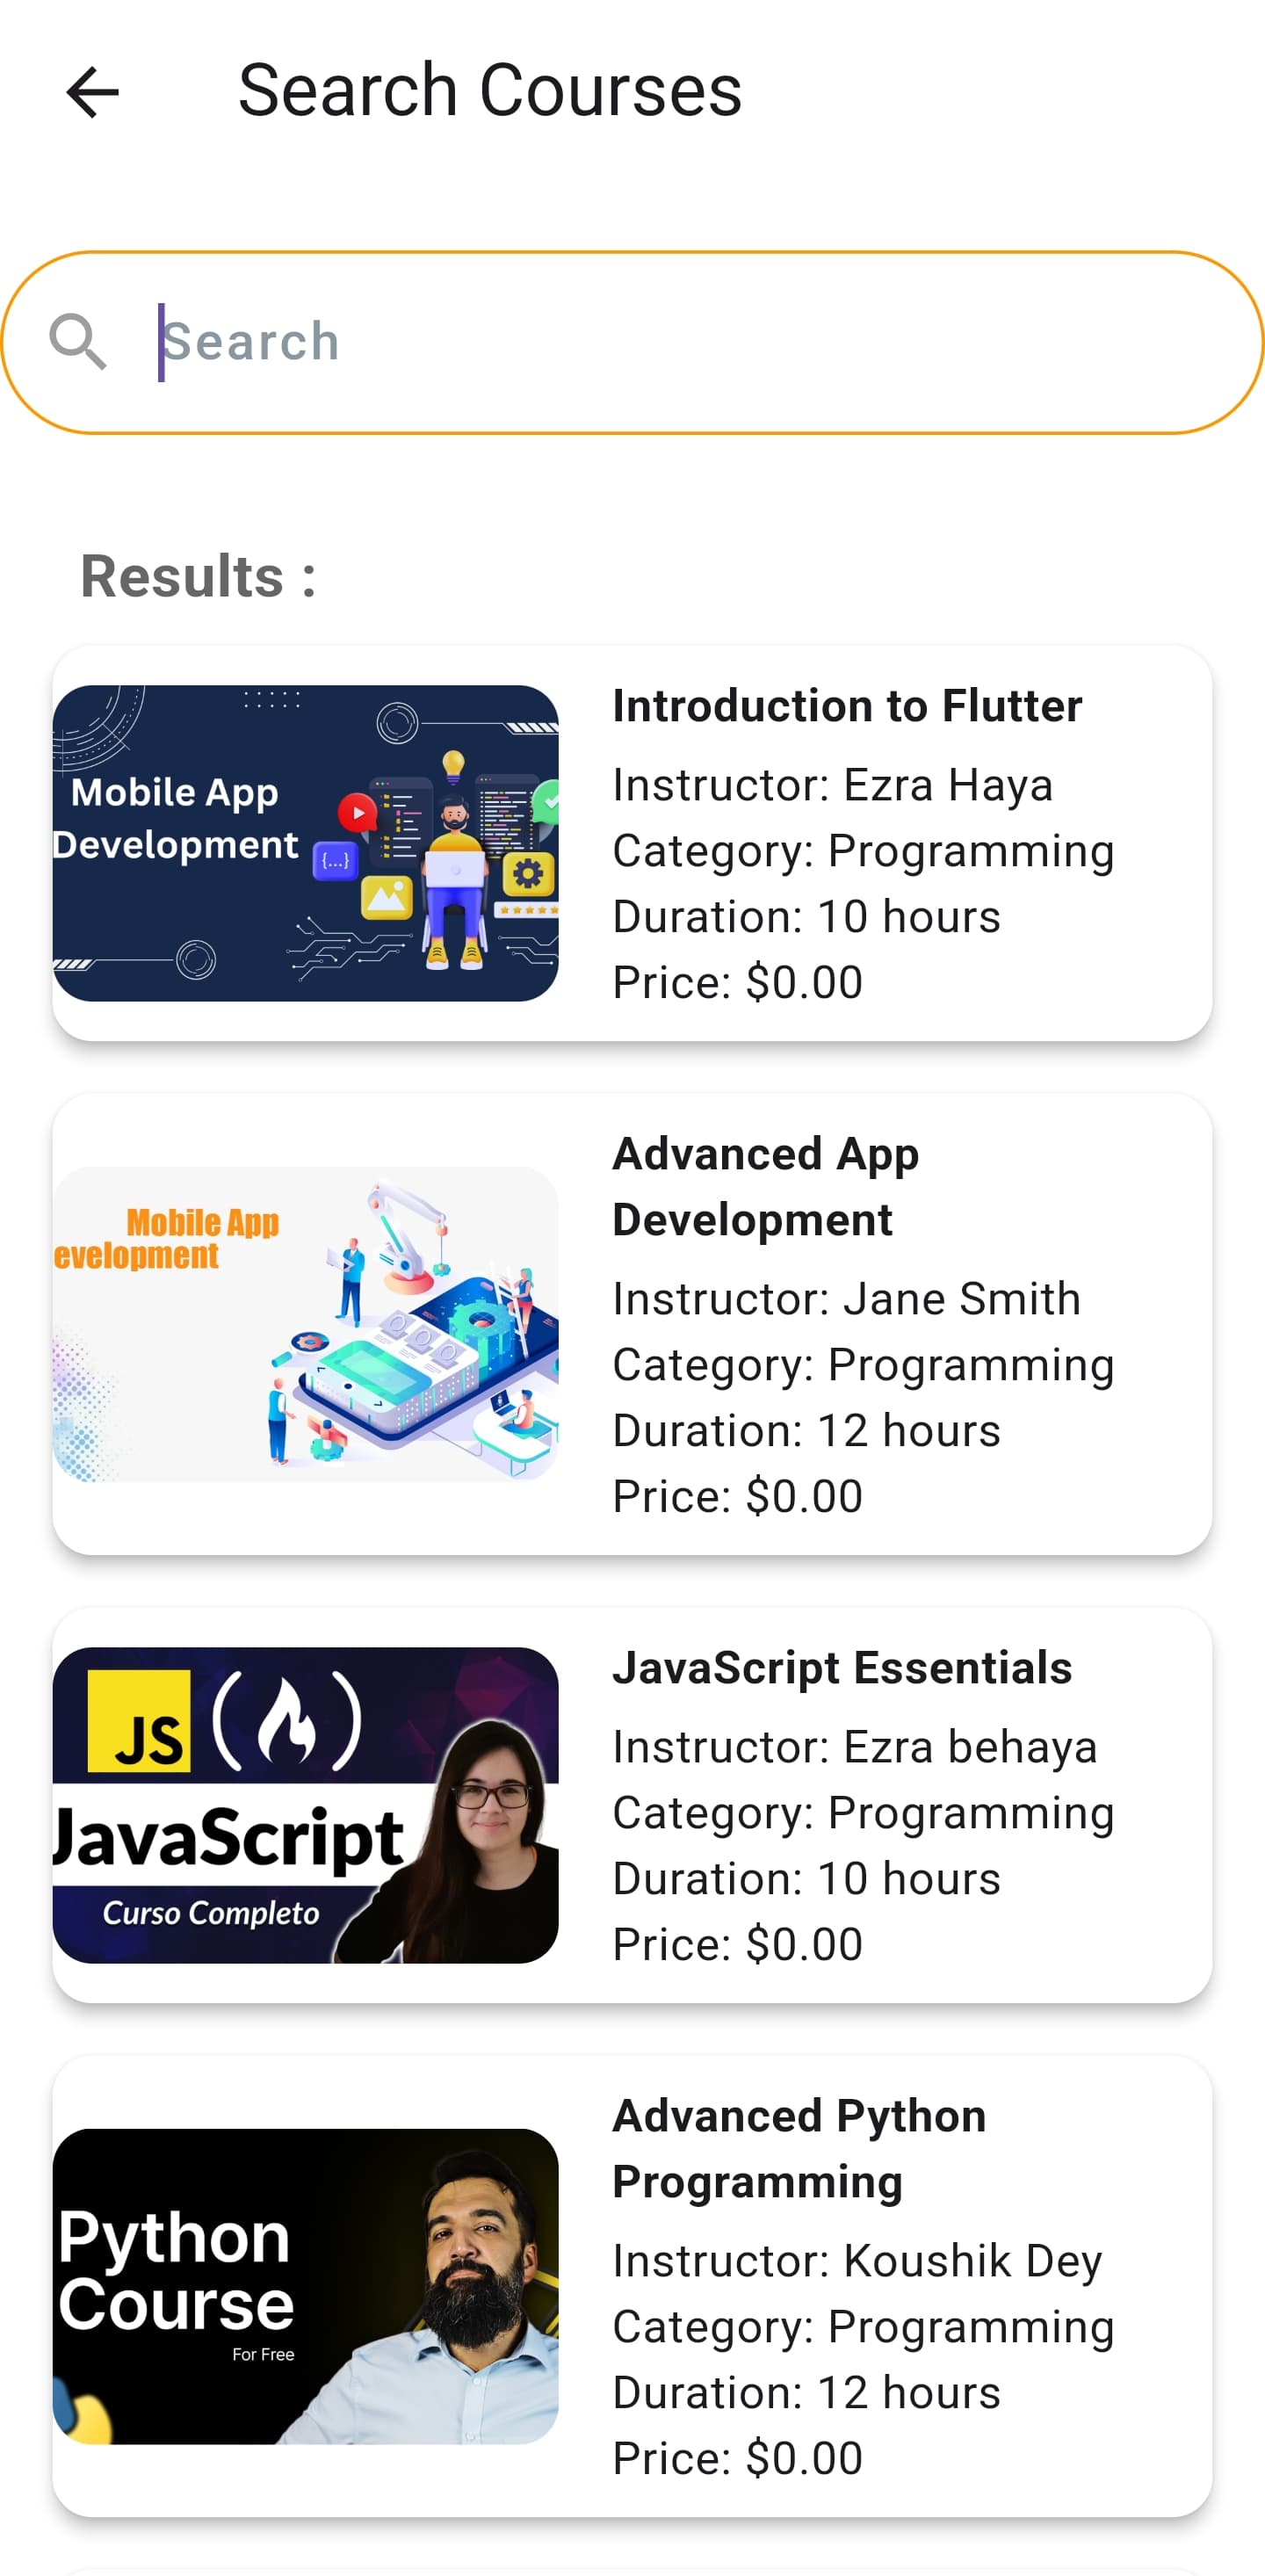 Search Courses
Search
Results :
Mobile App
Development
{...}
Introduction to Flutter
Instructor: Ezra Haya
Category: Programming
Duration: 10 hours
Price: $0.00
Mobile App
evelopment
Advanced App
Development
Instructor: Jane Smith
Category: Programming
Duration: 12 hours
Price: $0.00
JS
JavaScript
Curso Completo
JavaScript Essentials
Instructor: Ezra behaya
Category: Programming
Duration: 10 hours
Price: $0.00
Python
Course
For Free
Advanced Python
Programming
Instructor: Koushik Dey
Category: Programming
Duration: 12 hours
Price: $0.00